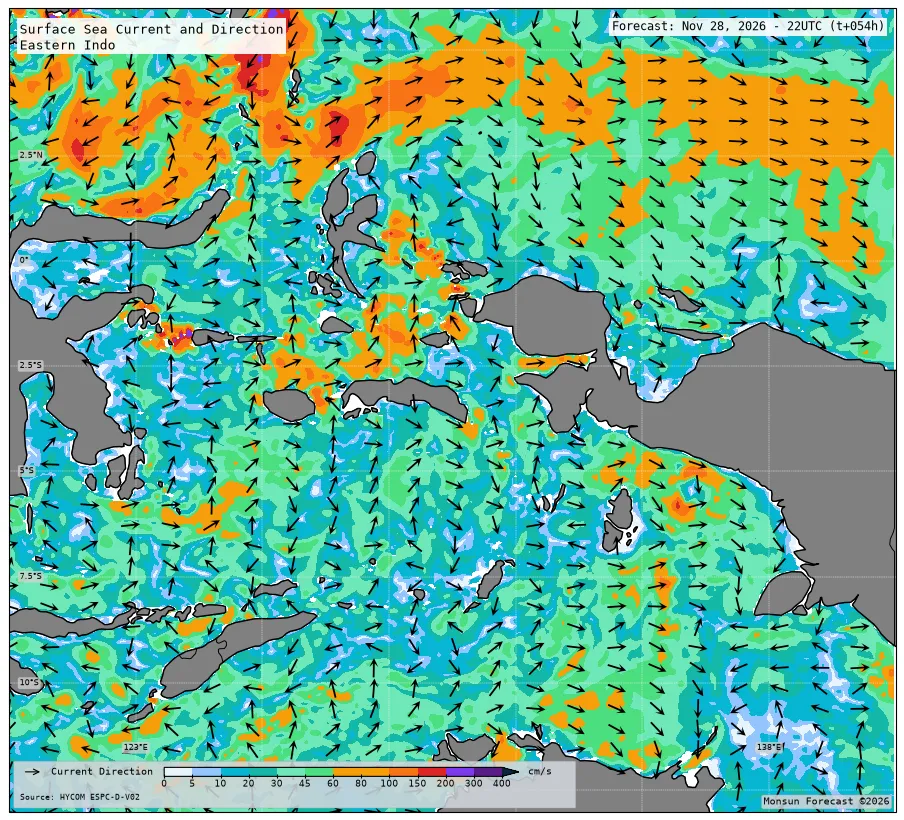 Surface Sea Current and Direction
Eastern Indo
Forecast: Nov 28, 2026 - 22UTC (t+054h)
2.5°N
0°
2.5°S
5°S
7.5°S
10°S
123°E
138°E
Current Direction
0 5 10 20 30 45 60 80 100 150 200 300 400 cm/s
Source: HYCOM ESPC-D-V02
Monsun Forecast ©2026